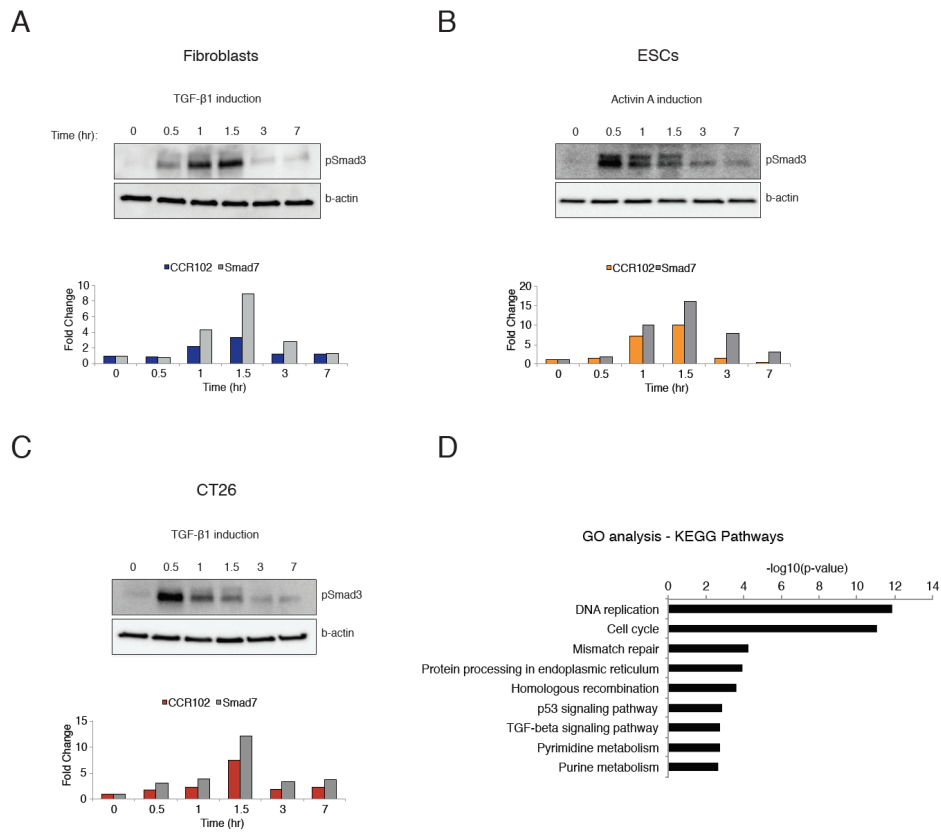 A
Fibroblasts
TGF-β1 induction
Time (hr): 0 0.5 1 1.5 3 7
pSmad3
b-actin
CCR102 Smad7
Fold Change
10
8
6
4
2
0
0 0.5 1 1.5 3 7
Time (hr)
B
ESCs
Activin A induction
0 0.5 1 1.5 3 7
pSmad3
b-actin
CCR102 Smad7
Fold Change
20
15
10
5
0
0 0.5 1 1.5 3 7
Time (hr)
C
CT26
TGF-β1 induction
0 0.5 1 1.5 3 7
pSmad3
b-actin
CCR102 Smad7
Fold Change
15
10
5
0
0 0.5 1 1.5 3 7
Time (hr)
D
GO analysis - KEGG Pathways
-log10(p-value)
0 2 4 6 8 10 12 14
DNA replication
Cell cycle
Mismatch repair
Protein processing in endoplasmic reticulum
Homologous recombination
p53 signaling pathway
TGF-beta signaling pathway
Pyrimidine metabolism
Purine metabolism